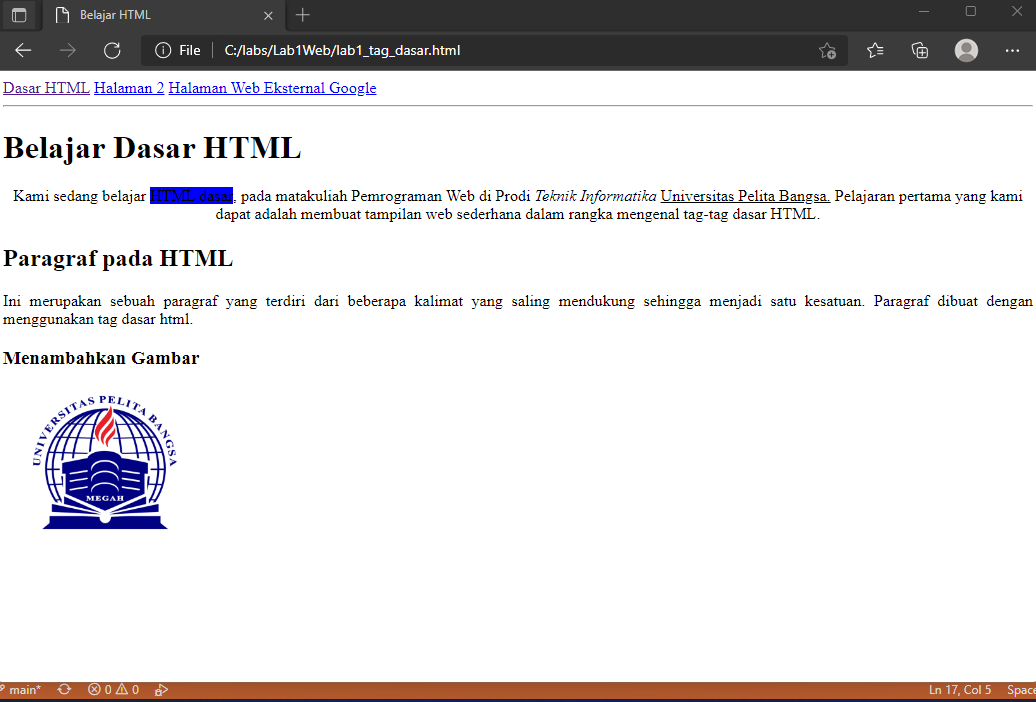 Belajar HTML
File C:/labs/Lab1Web/lab1_tag_dasar.html
Dasar HTML Halaman 2 Halaman Web Eksternal Google
Belajar Dasar HTML
Kami sedang belajar HTML dasar, pada matakuliah Pemrograman Web di Prodi Teknik Informatika Universitas Pelita Bangsa. Pelajaran pertama yang kami
dapat adalah membuat tampilan web sederhana dalam rangka mengenal tag-tag dasar HTML.
Paragraf pada HTML
Ini merupakan sebuah paragraf yang terdiri dari beberapa kalimat yang saling mendukung sehingga menjadi satu kesatuan. Paragraf dibuat dengan
menggunakan tag dasar html.
Menambahkan Gambar
UNIVERSITAS PELITA BANGSA
MEGAH
main* 0 0 Ln 17, Col 5 Space